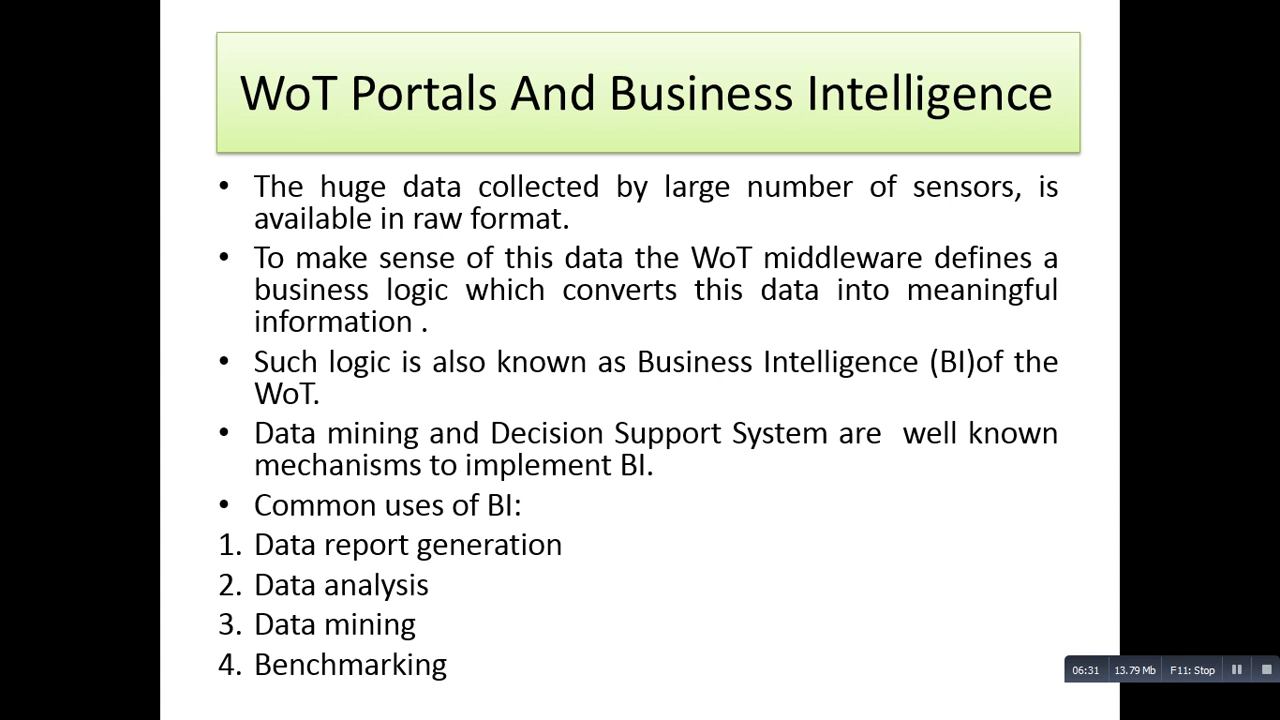 WoT Portals And Business Intelligence
• The huge data collected by large number of sensors, is
available in raw format.
• To make sense of this data the WoT middleware defines a
business logic which converts this data into meaningful
information .
• Such logic is also known as Business Intelligence (BI)of the
WoT.
• Data mining and Decision Support System are  well known
mechanisms to implement BI.
• Common uses of BI:
1. Data report generation
2. Data analysis
3. Data mining
4. Benchmarking
06:31 13.79 Mb F11: Stop